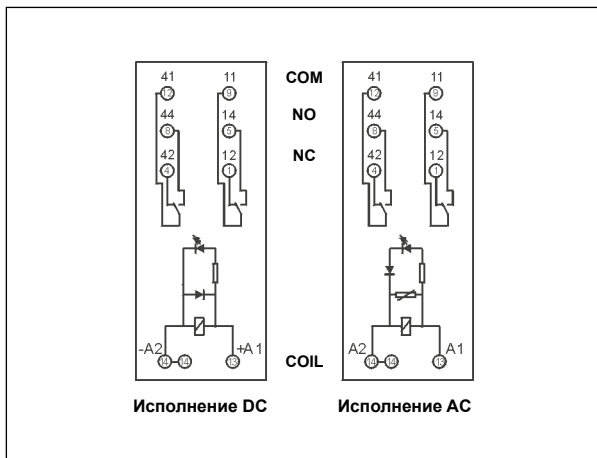 41 11 COM 41 11
12 9 12 9
44 14 NO 44 14
8 5 8 5
42 12 NC 42 12
4 1 4 1
-A2 +A1 COIL A2 A1
14 14 13 14 14 13
Исполнение DC Исполнение AC